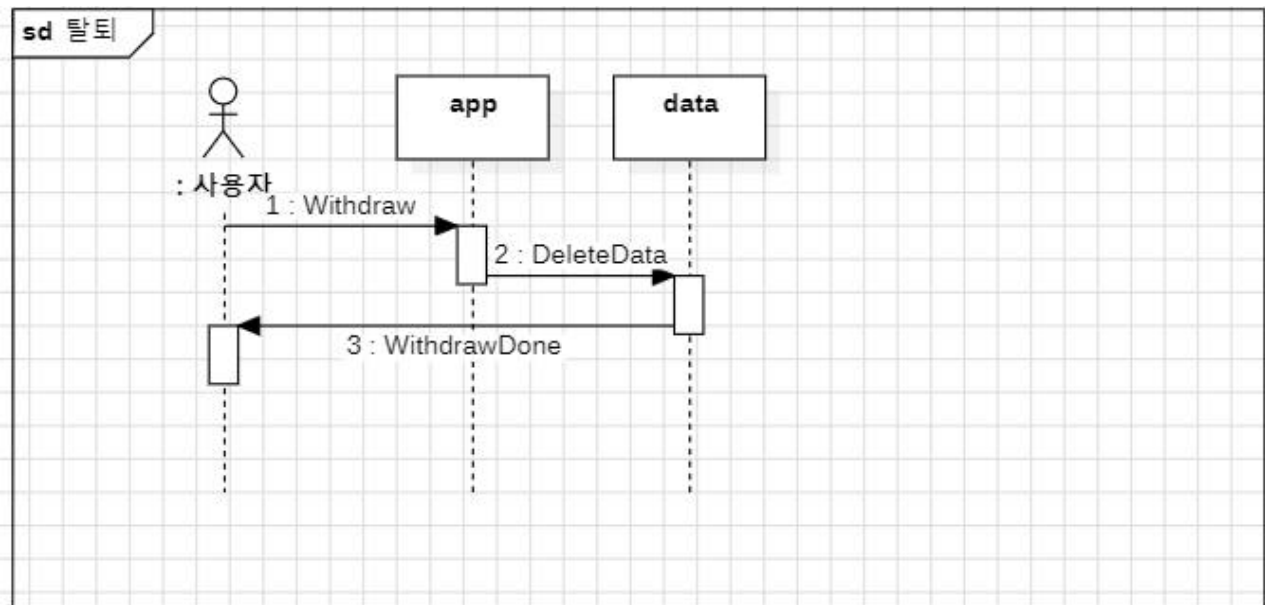 sd 탈퇴
app
data
: 사용자
1 : Withdraw
2 : DeleteData
3 : WithdrawDone